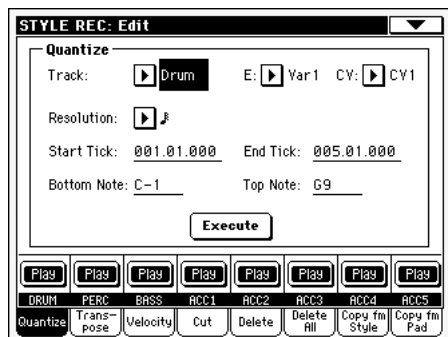 STYLE REC: Edit
Quantize
Track: Drum E: Var1 CV: CV1
Resolution:
Start Tick: 001.01.000 End Tick: 005.01.000
Bottom Note: C-1 Top Note: G9
Execute
Play Play Play Play Play Play Play Play
DRUM PERC BASS ACC1 ACC2 ACC3 ACC4 ACC5
Quantize Trans- Velocity Cut Delete Delete Copy fm Copy fm
pose All Style Pad